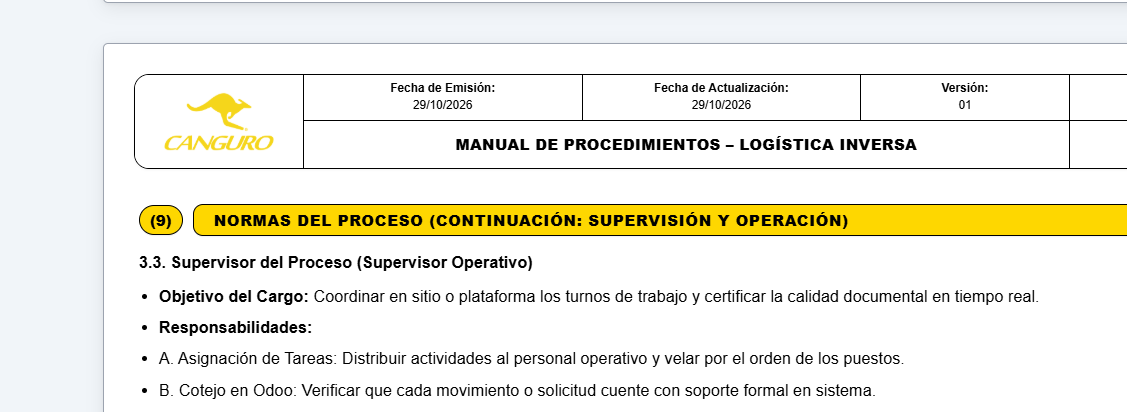 Fecha de Emisión:
29/10/2026
Fecha de Actualización:
29/10/2026
Versión:
01
CANGURO
MANUAL DE PROCEDIMIENTOS – LOGÍSTICA INVERSA
(9)
NORMAS DEL PROCESO (CONTINUACIÓN: SUPERVISIÓN Y OPERACIÓN)
3.3. Supervisor del Proceso (Supervisor Operativo)
• Objetivo del Cargo: Coordinar en sitio o plataforma los turnos de trabajo y certificar la calidad documental en tiempo real.
• Responsabilidades:
• A. Asignación de Tareas: Distribuir actividades al personal operativo y velar por el orden de los puestos.
• B. Cotejo en Odoo: Verificar que cada movimiento o solicitud cuente con soporte formal en sistema.